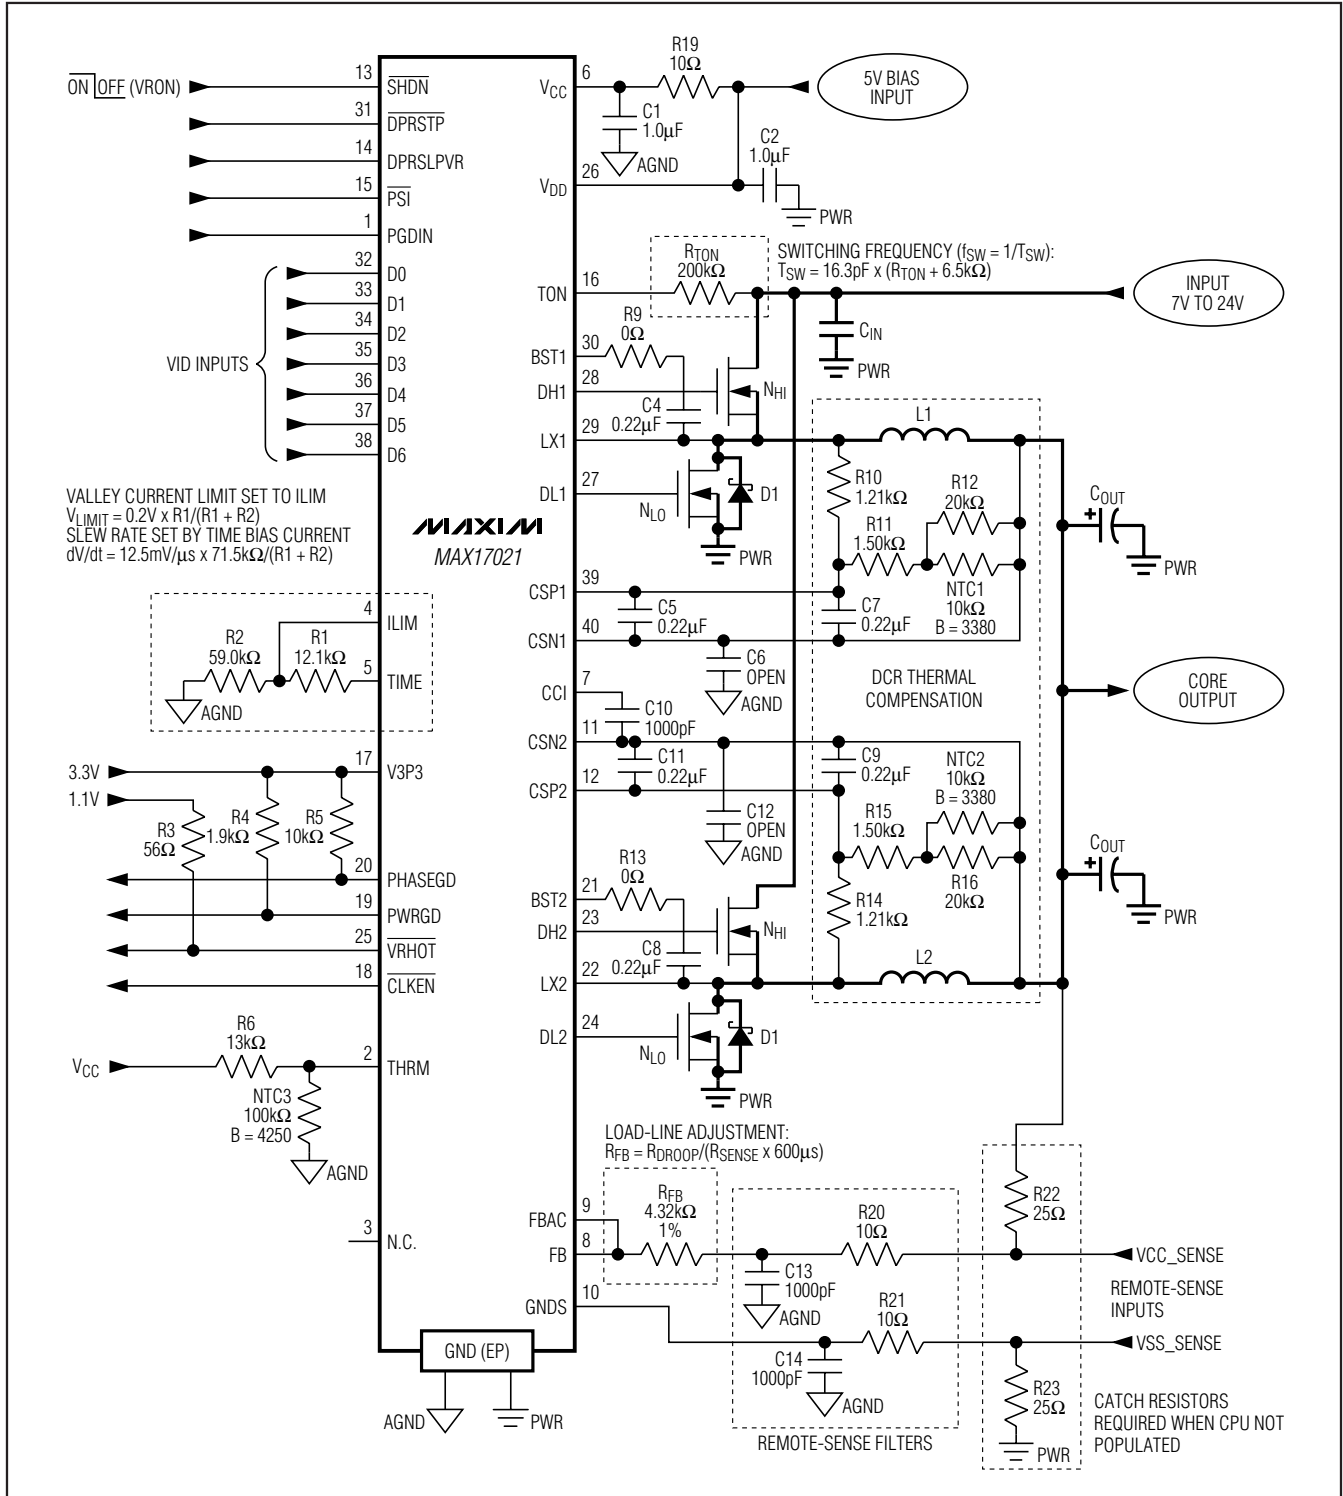 ON OFF (VRON)
13
SHDN
31
DPRSTP
14
DPRSLPVR
15
PSI
1
PGDIN
VID INPUTS
32
D0
33
D1
34
D2
35
D3
36
D4
37
D5
38
D6
VALLEY CURRENT LIMIT SET TO ILIM
VLIMIT = 0.2V x R1/(R1 + R2)
SLEW RATE SET BY TIME BIAS CURRENT
dV/dt = 12.5mV/μs x 71.5kΩ/(R1 + R2)
MAXIM
MAX17021
4
ILIM
R2
59.0kΩ
R1
12.1kΩ
5
TIME
AGND
3.3V
17
V3P3
1.1V
R3
56Ω
R4
1.9kΩ
R5
10kΩ
20
PHASEGD
19
PWRGD
25
VRHOT
18
CLKEN
VCC
R6
13kΩ
2
THRM
NTC3
100kΩ
B = 4250
AGND
3
N.C.
GND (EP)
AGND
PWR
VCC
6
R19
10Ω
5V BIAS
INPUT
C1
1.0μF
AGND
C2
1.0μF
VDD
26
PWR
RTON
200kΩ
SWITCHING FREQUENCY (fSW = 1/TSW):
TSW = 16.3pF x (RTON + 6.5kΩ)
TON
16
INPUT
7V TO 24V
CIN
PWR
R9
0Ω
BST1
30
DH1
28
NHI
C4
0.22μF
LX1
29
DL1
27
NLO
D1
PWR
L1
R10
1.21kΩ
R12
20kΩ
R11
1.50kΩ
NTC1
10kΩ
B = 3380
COUT
PWR
CSP1
39
C5
0.22μF
C7
0.22μF
CSN1
40
C6
OPEN
AGND
DCR THERMAL
COMPENSATION
CORE
OUTPUT
CCI
7
C10
1000pF
CSN2
11
C11
0.22μF
C9
0.22μF
CSP2
12
NTC2
10kΩ
B = 3380
C12
OPEN
AGND
R15
1.50kΩ
R16
20kΩ
R14
1.21kΩ
COUT
PWR
R13
0Ω
BST2
21
DH2
23
NHI
C8
0.22μF
LX2
22
L2
DL2
24
NLO
D1
PWR
LOAD-LINE ADJUSTMENT:
RFB = RDROOP/(RSENSE x 600μs)
FBAC
9
RFB
4.32kΩ
1%
FB
8
R20
10Ω
R22
25Ω
VCC_SENSE
C13
1000pF
AGND
REMOTE-SENSE
INPUTS
GNDS
10
R21
10Ω
VSS_SENSE
C14
1000pF
AGND
R23
25Ω
PWR
REMOTE-SENSE FILTERS
CATCH RESISTORS
REQUIRED WHEN CPU NOT
POPULATED